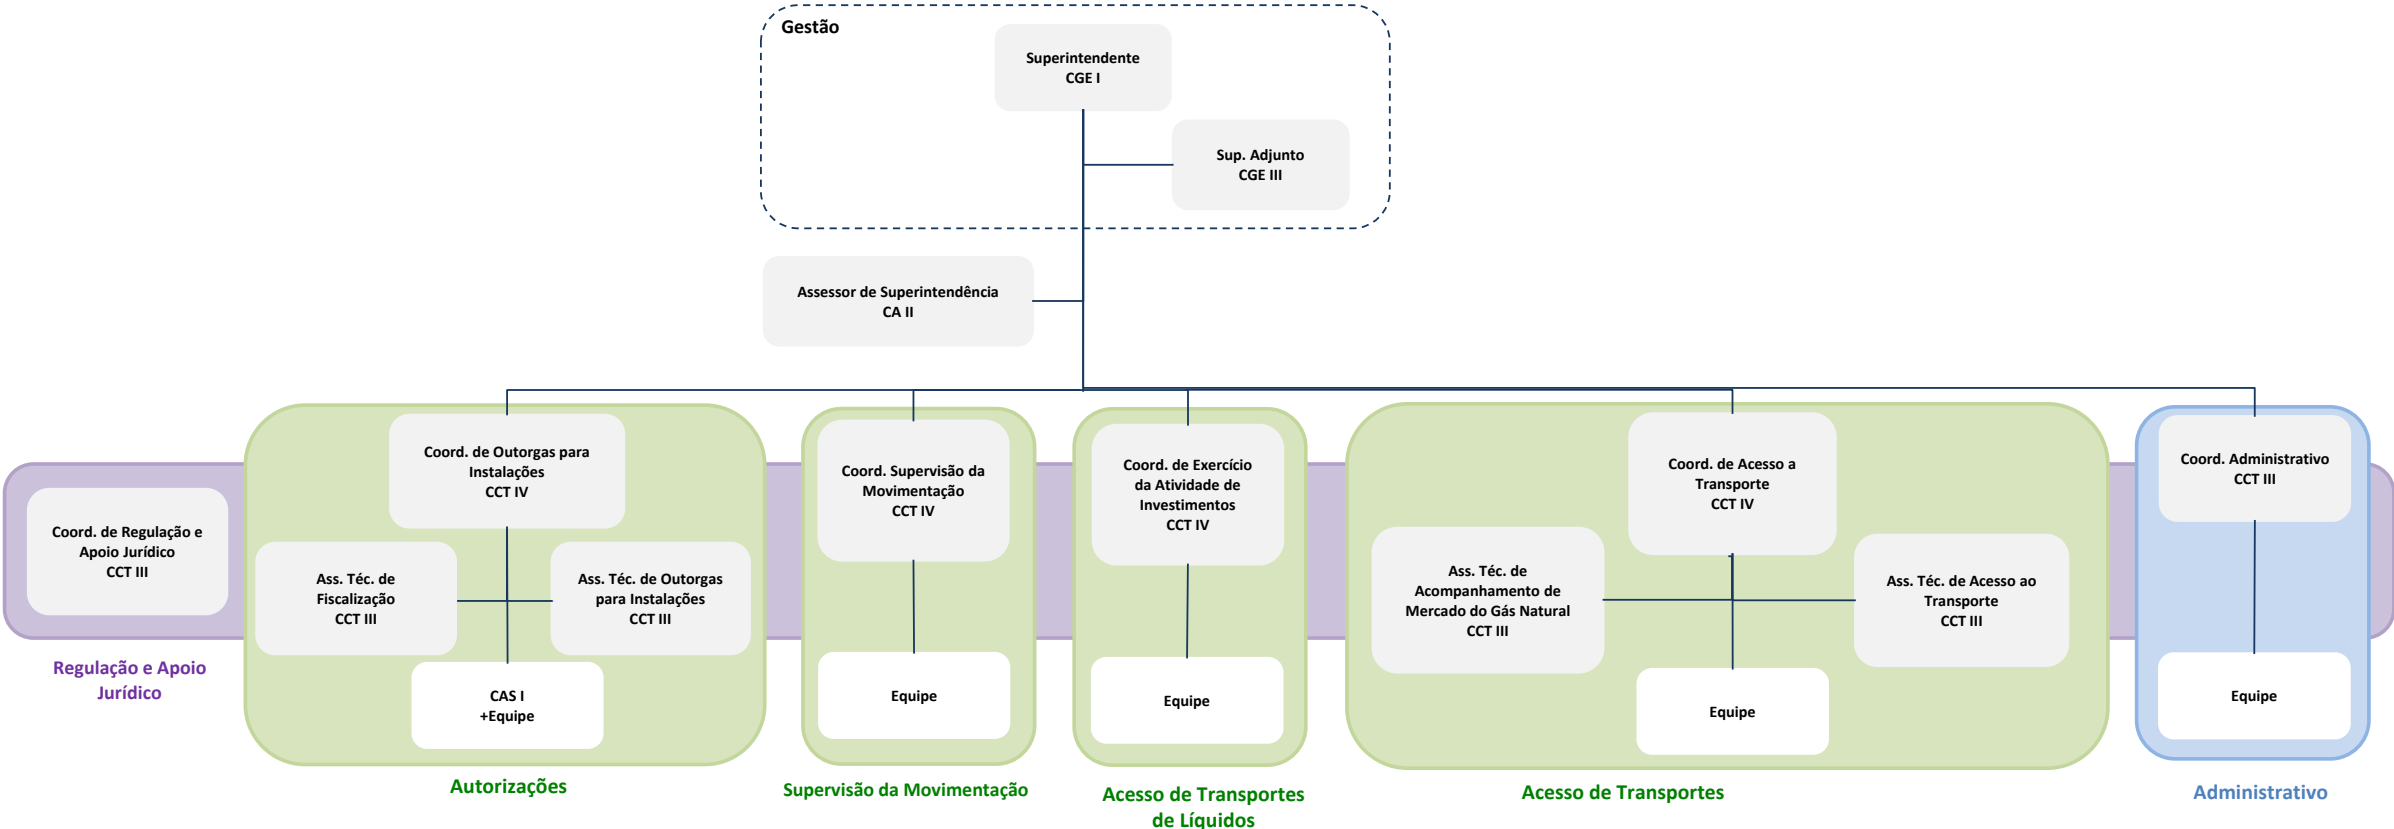 Gestão
Superintendente
CGE I
Sup. Adjunto
CGE III
Assessor de Superintendência
CA II
Coord. de Regulação e
Apoio Jurídico
CCT III
Regulação e Apoio
Jurídico
Coord. de Outorgas para
Instalações
CCT IV
Ass. Téc. de
Fiscalização
CCT III
Ass. Téc. de Outorgas
para Instalações
CCT III
CAS I
+Equipe
Autorizações
Coord. Supervisão da
Movimentação
CCT IV
Equipe
Supervisão da Movimentação
Coord. de Exercício
da Atividade de
Investimentos
CCT IV
Equipe
Acesso de Transportes
de Líquidos
Coord. de Acesso a
Transporte
CCT IV
Ass. Téc. de
Acompanhamento de
Mercado do Gás Natural
CCT III
Ass. Téc. de Acesso ao
Transporte
CCT III
Equipe
Acesso de Transportes
Coord. Administrativo
CCT III
Equipe
Administrativo